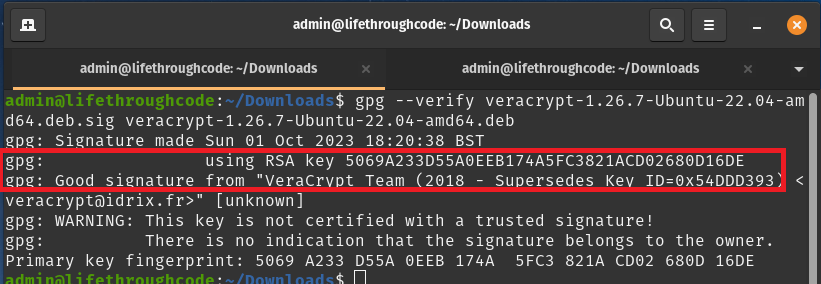 admin@lifethroughcode: ~/Downloads
admin@lifethroughcode: ~/Downloads × admin@lifethroughcode: ~/Downloads ×
admin@lifethroughcode:~/Downloads$ gpg --verify veracrypt-1.26.7-Ubuntu-22.04-am
d64.deb.sig veracrypt-1.26.7-Ubuntu-22.04-amd64.deb
gpg: Signature made Sun 01 Oct 2023 18:20:38 BST
gpg:                using RSA key 5069A233D55A0EEB174A5FC3821ACD02680D16DE
gpg: Good signature from "VeraCrypt Team (2018 - Supersedes Key ID=0x54DDD393) <
veracrypt@idrix.fr>" [unknown]
gpg: WARNING: This key is not certified with a trusted signature!
gpg:          There is no indication that the signature belongs to the owner.
Primary key fingerprint: 5069 A233 D55A 0EEB 174A  5FC3 821A CD02 680D 16DE
admin@lifethroughcode:~/Downloads$